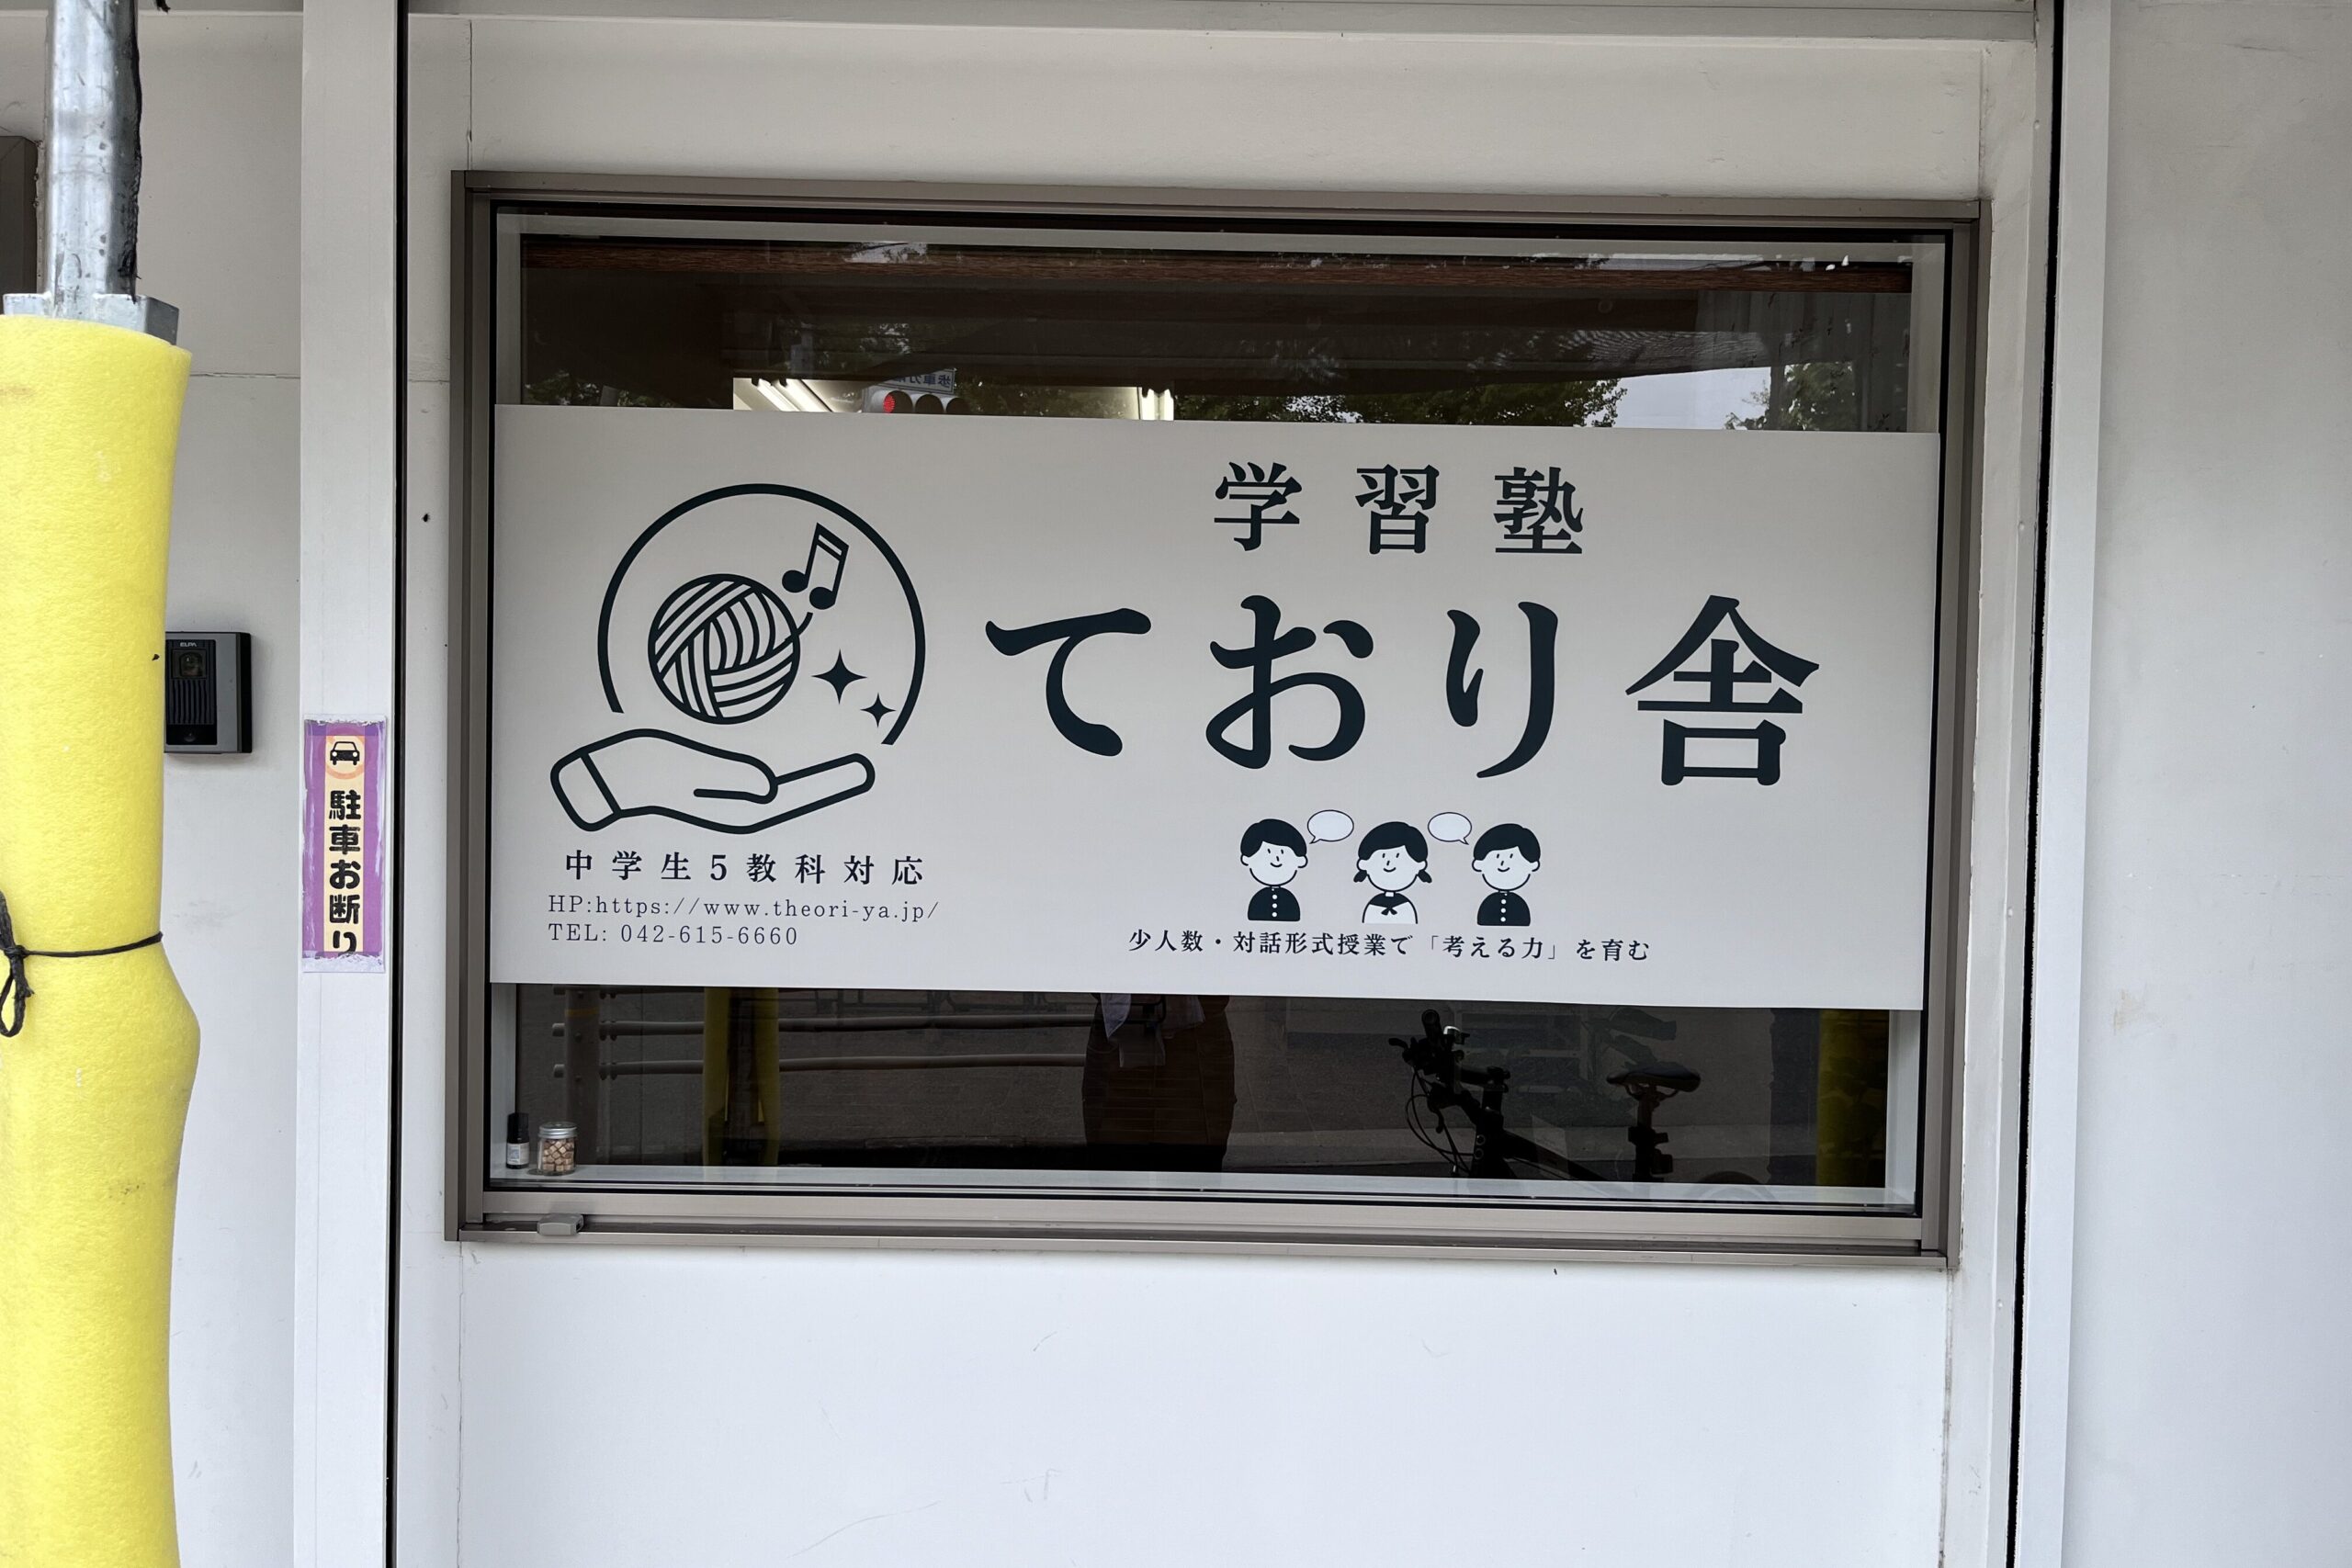 学習塾
ており舎
中学生5教科対応
HP:https://www.theori-ya.jp/
TEL: 042-615-6660
少人数・対話形式授業で「考える力」を育む
駐車お断り
ELPA